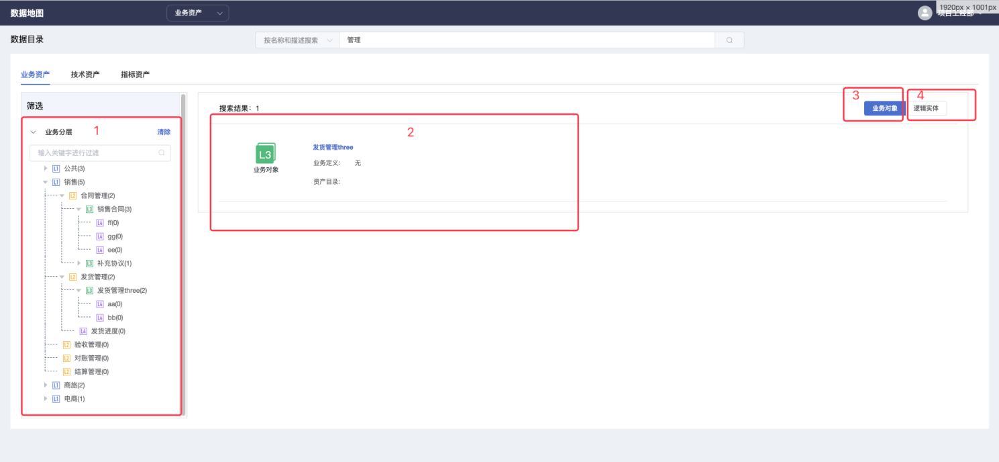 数据地图
业务资产
1920px × 1001px
数据目录
按名称和描述搜索
管理
业务资产
技术资产
指标资产
筛选
1
业务分层
清除
输入关键字进行过滤
L1 公共(3)
L1 销售(5)
L2 合同管理(2)
L3 销售合同(3)
L4 ff(0)
L4 gg(0)
L4 ee(0)
L3 补充协议(1)
L2 发货管理(2)
L3 发货管理three(2)
L4 aa(0)
L4 bb(0)
L4 发货进度(0)
L2 验收管理(0)
L2 对账管理(0)
L2 结算管理(0)
L1 商旅(2)
L1 电商(1)
搜索结果：1
3
业务对象
4
逻辑实体
2
L3
业务对象
发货管理three
业务定义: 无
资产目录: